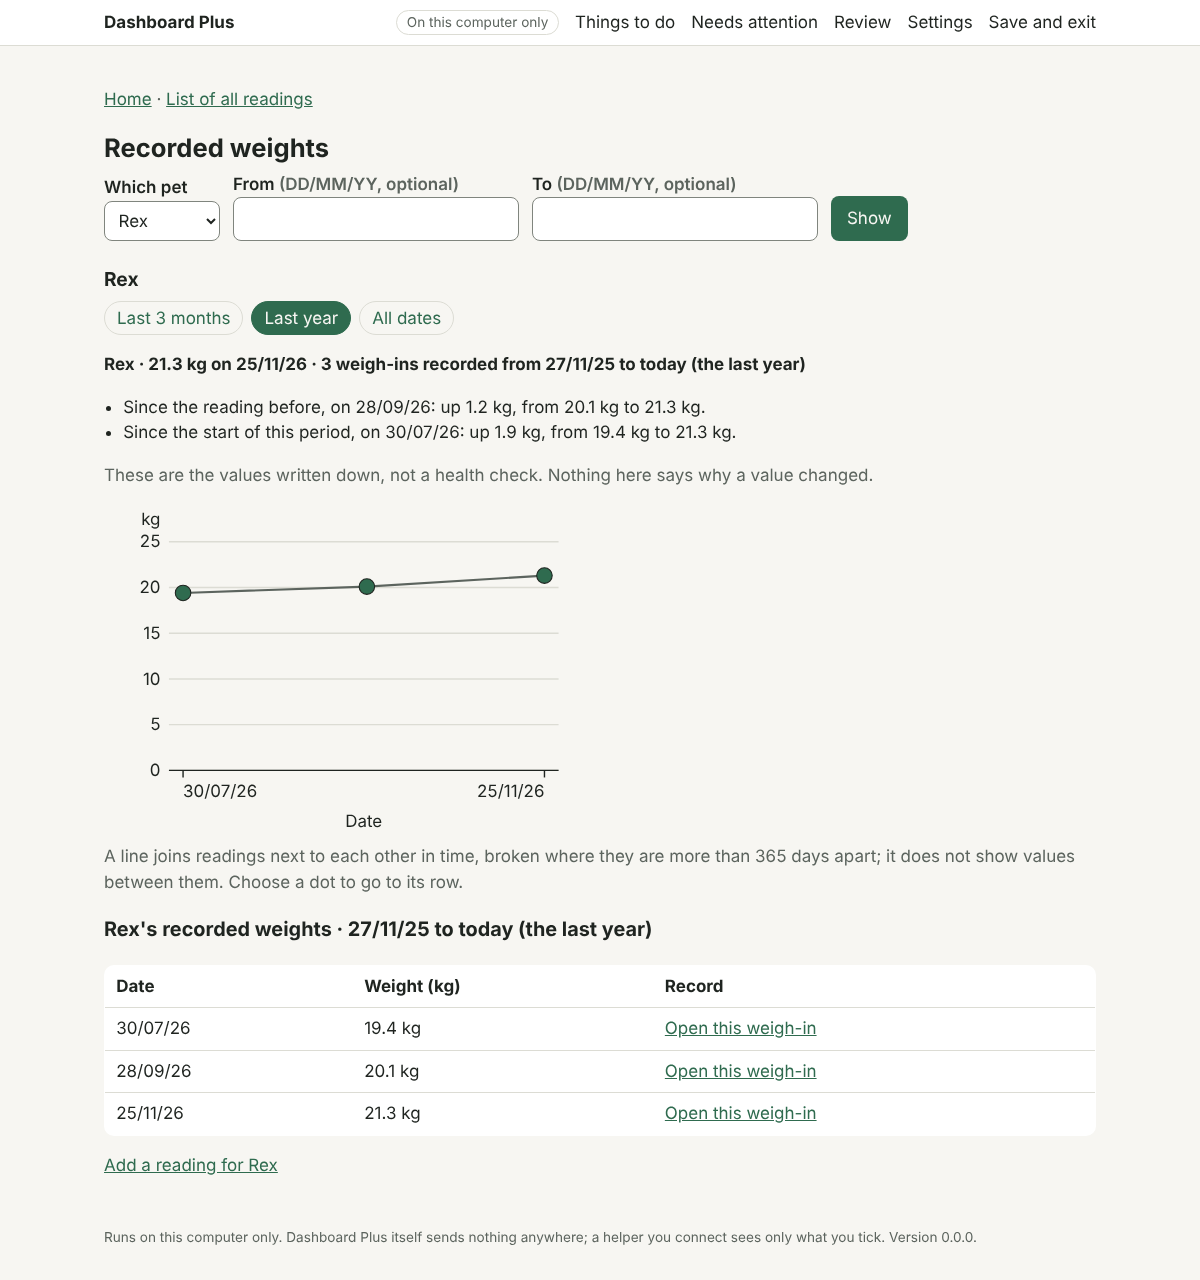 Dashboard Plus
On this computer only
Things to do
Needs attention
Review
Settings
Save and exit
Home · List of all readings
Recorded weights
Which pet
From (DD/MM/YY, optional)
To (DD/MM/YY, optional)
Rex
Show
Rex
Last 3 months
Last year
All dates
Rex · 21.3 kg on 25/11/26 · 3 weigh-ins recorded from 27/11/25 to today (the last year)
• Since the reading before, on 28/09/26: up 1.2 kg, from 20.1 kg to 21.3 kg.
• Since the start of this period, on 30/07/26: up 1.9 kg, from 19.4 kg to 21.3 kg.
These are the values written down, not a health check. Nothing here says why a value changed.
kg
25
20
15
10
5
0
30/07/26
25/11/26
Date
A line joins readings next to each other in time, broken where they are more than 365 days apart; it does not show values
between them. Choose a dot to go to its row.
Rex's recorded weights · 27/11/25 to today (the last year)
Date Weight (kg) Record
30/07/26 19.4 kg Open this weigh-in
28/09/26 20.1 kg Open this weigh-in
25/11/26 21.3 kg Open this weigh-in
Add a reading for Rex
Runs on this computer only. Dashboard Plus itself sends nothing anywhere; a helper you connect sees only what you tick. Version 0.0.0.